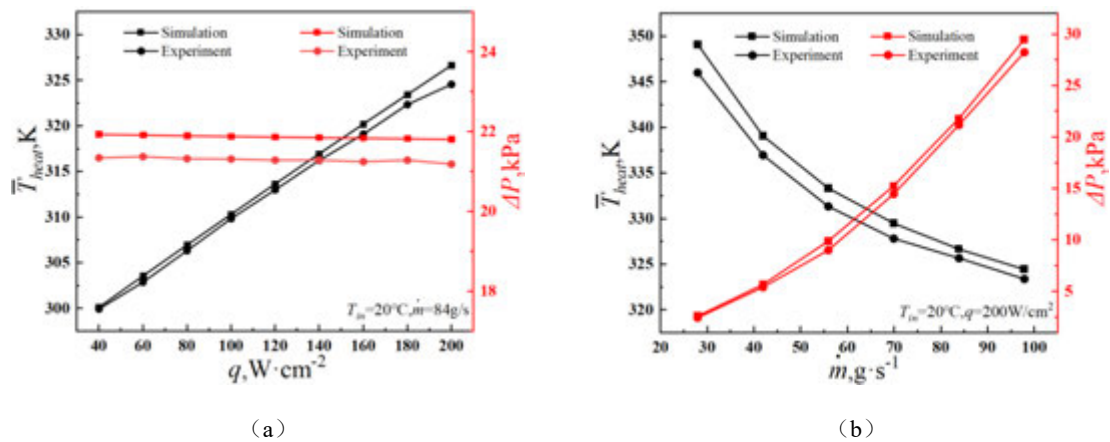 330
325
320
315
310
305
300
T̅heat,K
Simulation
Experiment
Simulation
Experiment
24
22
21
19
18
ΔP,kPa
Tin=20℃,ṁ=84g/s
40 60 80 100 120 140 160 180 200
q,W·cm-2
(a)
350
345
340
335
330
325
320
T̅heat,K
Simulation
Experiment
Simulation
Experiment
30
25
20
15
10
5
ΔP,kPa
Tin=20℃,q=200W/cm2
20 30 40 50 60 70 80 90 100
ṁ,g·s-1
(b)